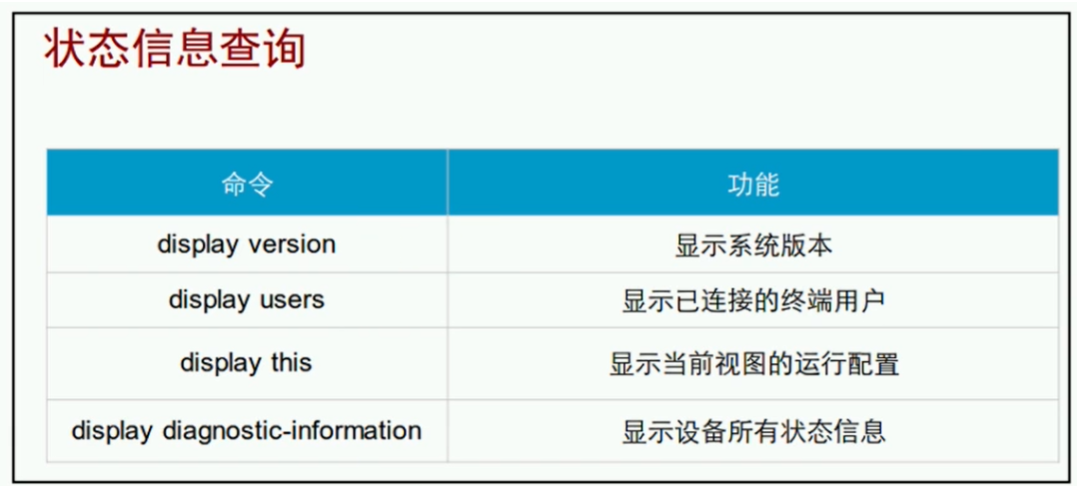 状态信息查询
命令 功能
display version 显示系统版本
display users 显示已连接的终端用户
display this 显示当前视图的运行配置
display diagnostic-information 显示设备所有状态信息